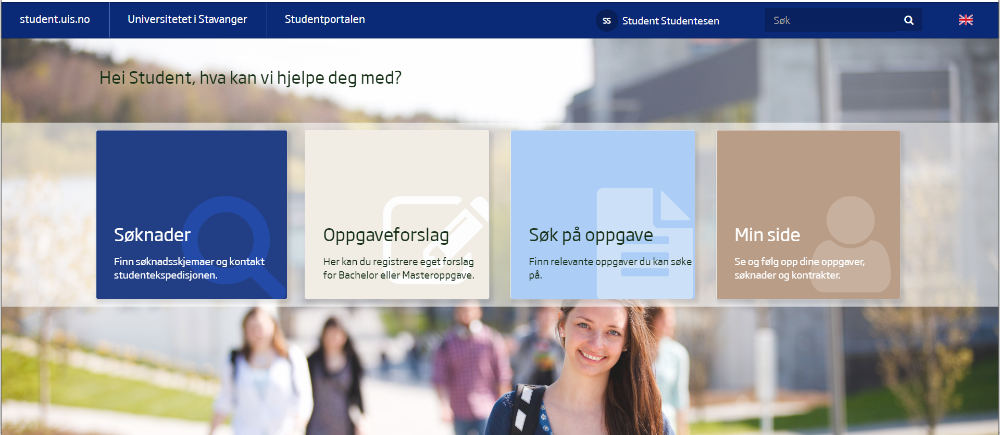 student.uis.no
Universitetet i Stavanger
Studentportalen
SS
Student Studentesen
Søk
Hei Student, hva kan vi hjelpe deg med?
Søknader
Finn søknadsskjemaer og kontakt
studentekspedisjonen.
Oppgaveforslag
Her kan du registrere eget forslag
for Bachelor eller Masteroppgave.
Søk på oppgave
Finn relevante oppgaver du kan søke
på.
Min side
Se og følg opp dine oppgaver,
søknader og kontrakter.